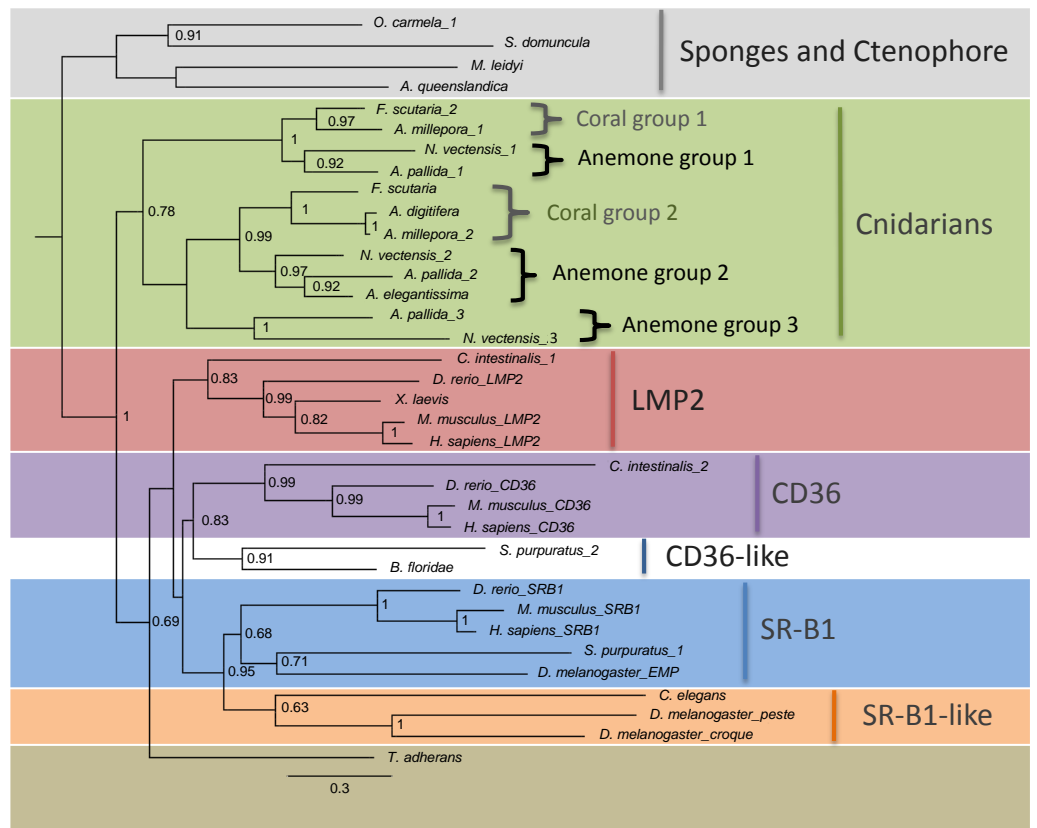 O. carmela_1
0.91
S. domuncula
Sponges and Ctenophore
M. leidyi
A. queenslandica
F. scutaria_2
0.97
Coral group 1
A. millepora_1
1
N. vectensis_1
0.92
Anemone group 1
A. pallida_1
F. scutaria
0.78
1
A. digitifera
Coral group 2
1
A. millepora_2
Cnidarians
0.99
N. vectensis_2
0.97
A. pallida_2
Anemone group 2
0.92
A. elegantissima
A. pallida_3
1
Anemone group 3
N. vectensis_.3
C. intestinalis_1
0.83
D. rerio_LMP2
0.99
X. laevis
LMP2
1
0.82
M. musculus_LMP2
1
H. sapiens_LMP2
C. intestinalis_2
0.99
D. rerio_CD36
0.99
CD36
M. musculus_CD36
0.83
1
H. sapiens_CD36
S. purpuratus_2
0.91
CD36-like
B. floridae
D. rerio_SRB1
1
M. musculus_SRB1
0.69
1
0.68
H. sapiens_SRB1
SR-B1
S. purpuratus_1
0.71
0.95
D. melanogaster_EMP
C. elegans
0.63
D. melanogaster_peste
SR-B1-like
1
D. melanogaster_croque
T. adherans
0.3